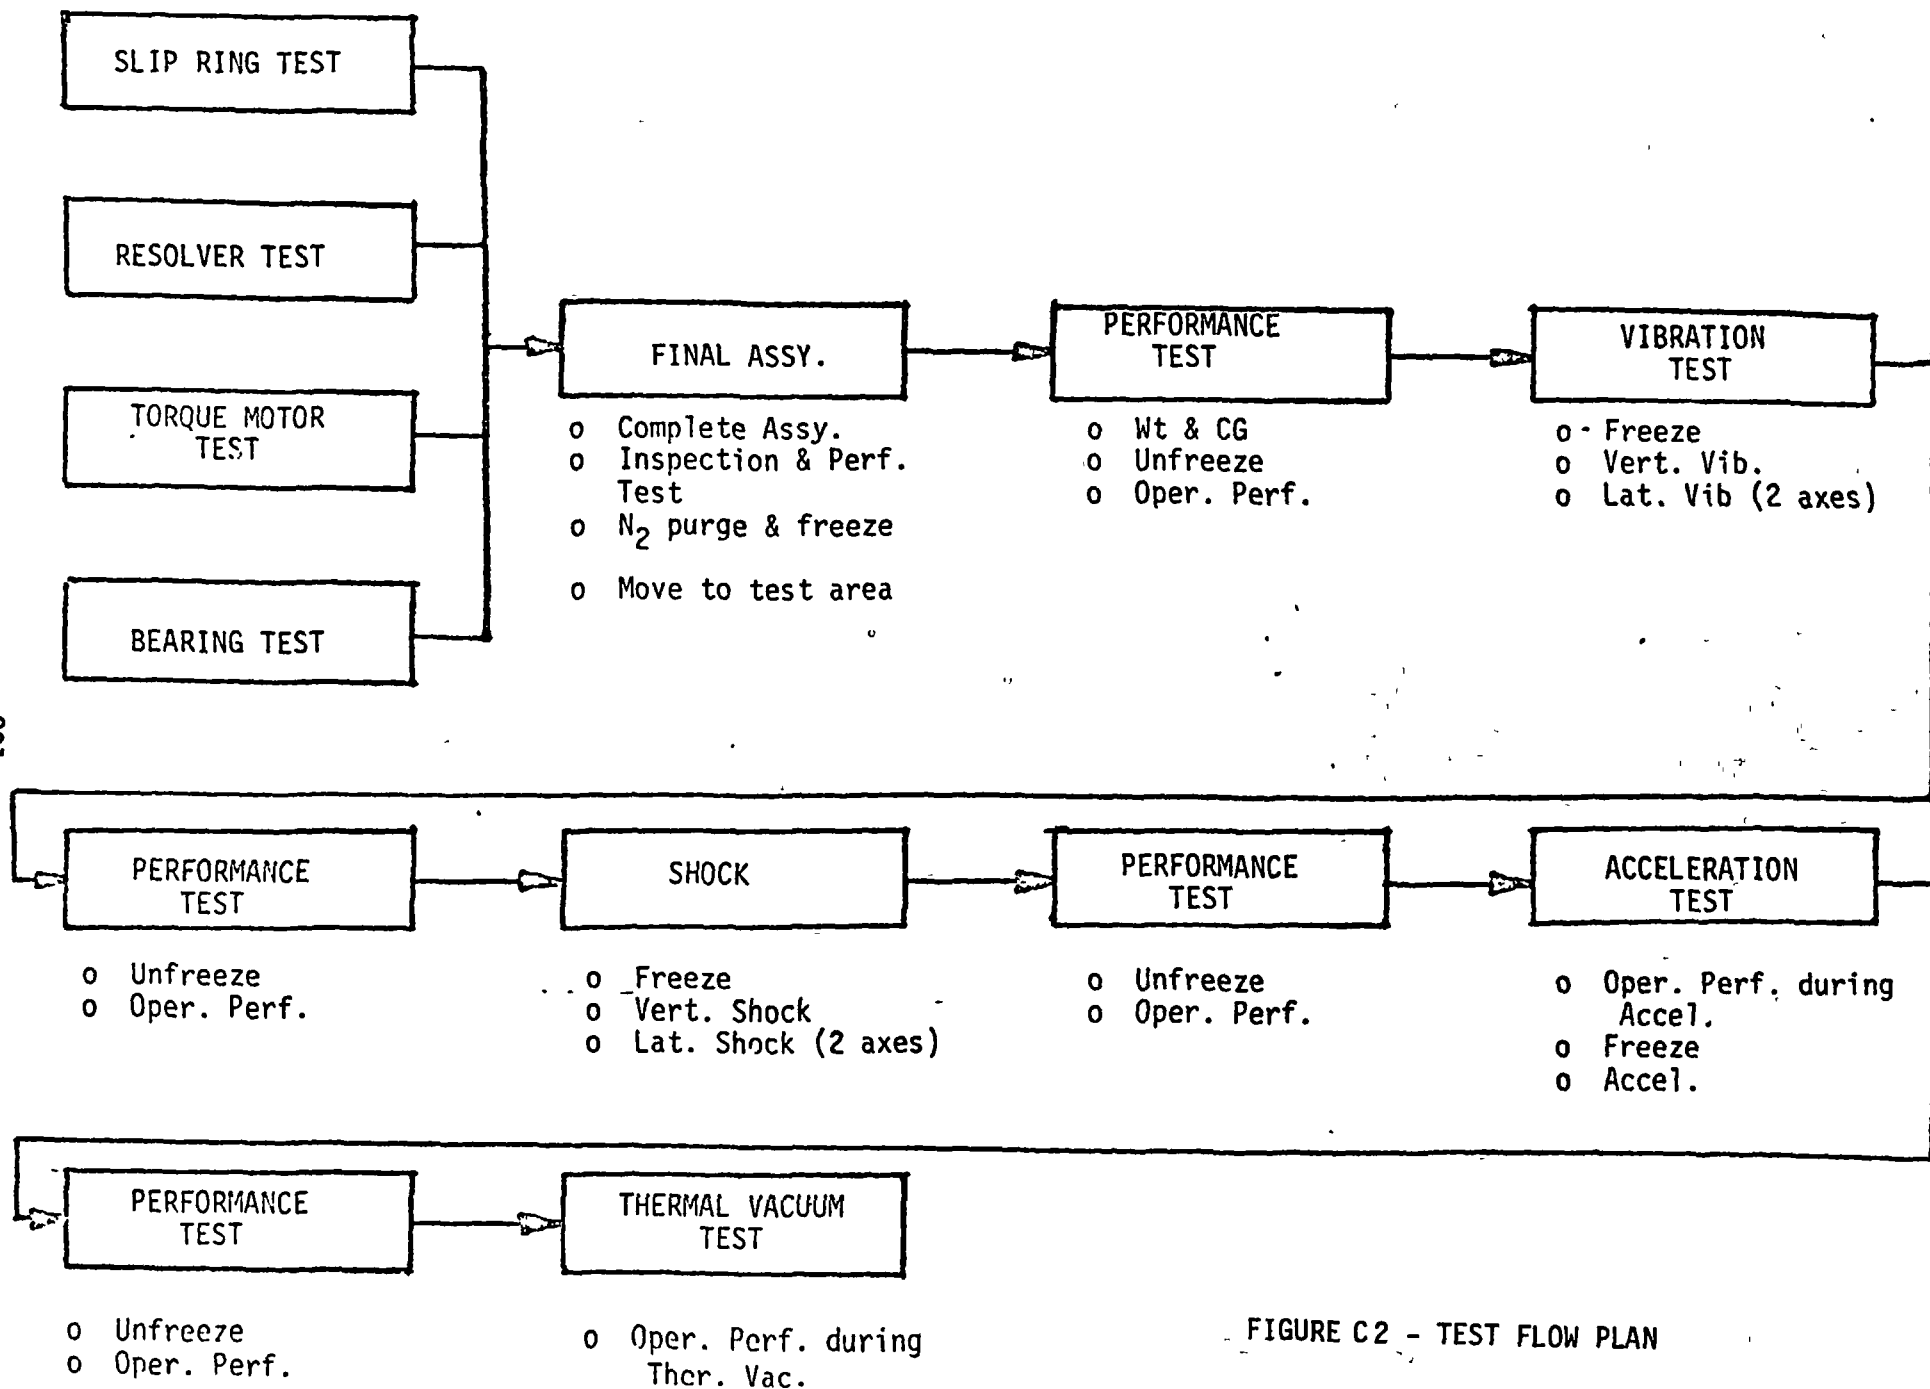 SLIP RING TEST
RESOLVER TEST
TORQUE MOTOR
TEST
BEARING TEST
FINAL ASSY.
o Complete Assy.
o Inspection & Perf.
Test
o N2 purge & freeze
o Move to test area
PERFORMANCE
TEST
o Wt & CG
o Unfreeze
o Oper. Perf.
VIBRATION
TEST
o Freeze
o Vert. Vib.
o Lat. Vib (2 axes)
PERFORMANCE
TEST
o Unfreeze
o Oper. Perf.
SHOCK
o Freeze
o Vert. Shock
o Lat. Shock (2 axes)
PERFORMANCE
TEST
o Unfreeze
o Oper. Perf.
ACCELERATION
TEST
o Oper. Perf. during
Accel.
o Freeze
o Accel.
PERFORMANCE
TEST
o Unfreeze
o Oper. Perf.
THERMAL VACUUM
TEST
o Oper. Perf. during
Ther. Vac.
FIGURE C2 - TEST FLOW PLAN